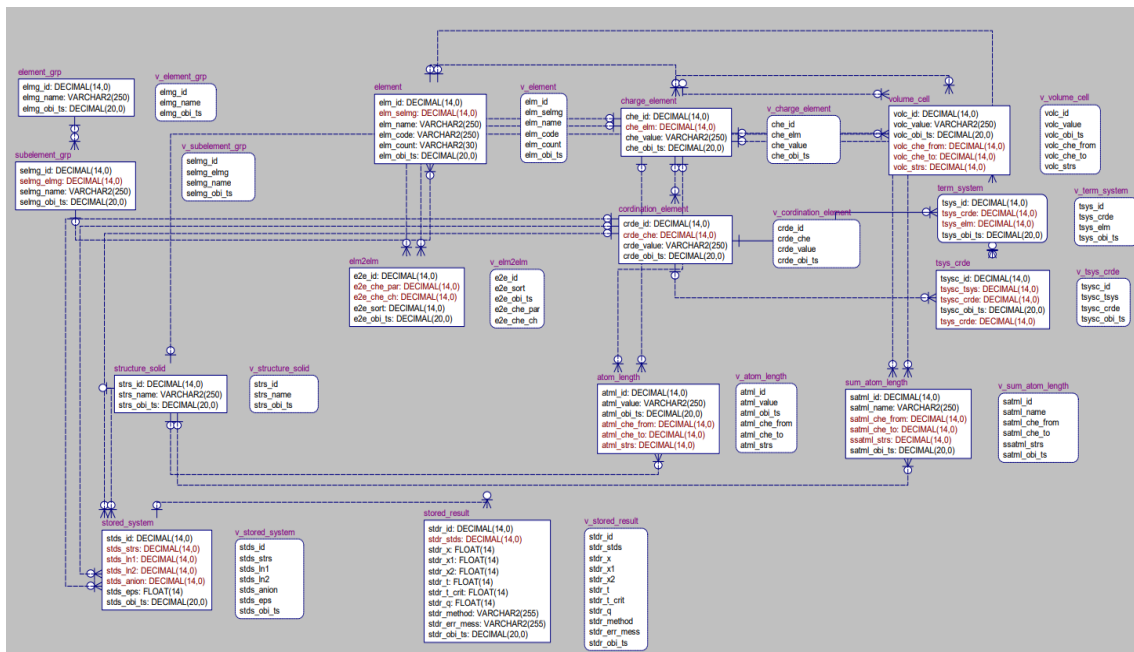 element_grp
elmg_id: DECIMAL(14,0)
elmg_name: VARCHAR2(250)
elmg_obi_ts: DECIMAL(20,0)
v_element_grp
elmg_id
elmg_name
elmg_obi_ts
subelement_grp
selmg_id: DECIMAL(14,0)
selmg_elmg: DECIMAL(14,0)
selmg_name: VARCHAR2(250)
selmg_obi_ts: DECIMAL(20,0)
v_subelement_grp
selmg_id
selmg_elmg
selmg_name
selmg_obi_ts
element
elm_id: DECIMAL(14,0)
elm_selmg: DECIMAL(14,0)
elm_name: VARCHAR2(250)
elm_code: VARCHAR2(250)
elm_count: VARCHAR2(30)
elm_obi_ts: DECIMAL(20,0)
v_element
elm_id
elm_selmg
elm_name
elm_code
elm_count
elm_obi_ts
charge_element
che_id: DECIMAL(14,0)
che_elm: DECIMAL(14,0)
che_value: VARCHAR2(250)
che_obi_ts: DECIMAL(20,0)
v_charge_element
che_id
che_elm
che_value
che_obi_ts
volume_cell
volc_id: DECIMAL(14,0)
volc_value: VARCHAR2(250)
volc_obi_ts: DECIMAL(20,0)
volc_che_from: DECIMAL(14,0)
volc_che_to: DECIMAL(14,0)
volc_strs: DECIMAL(14,0)
v_volume_cell
volc_id
volc_value
volc_obi_ts
volc_che_from
volc_che_to
volc_strs
term_system
tsys_id: DECIMAL(14,0)
tsys_crde: DECIMAL(14,0)
tsys_elm: DECIMAL(14,0)
tsys_obi_ts: DECIMAL(20,0)
v_term_system
tsys_id
tsys_crde
tsys_elm
tsys_obi_ts
cordination_element
crde_id: DECIMAL(14,0)
crde_che: DECIMAL(14,0)
crde_value: VARCHAR2(250)
crde_obi_ts: DECIMAL(20,0)
v_cordination_element
crde_id
crde_che
crde_value
crde_obi_ts
elm2elm
e2e_id: DECIMAL(14,0)
e2e_che_par: DECIMAL(14,0)
e2e_che_ch: DECIMAL(14,0)
e2e_sort: DECIMAL(14,0)
e2e_obi_ts: DECIMAL(20,0)
v_elm2elm
e2e_id
e2e_sort
e2e_obi_ts
e2e_che_par
e2e_che_ch
tsys_crde
tsysc_id: DECIMAL(14,0)
tsysc_tsys: DECIMAL(14,0)
tsysc_crde: DECIMAL(14,0)
tsysc_obi_ts: DECIMAL(20,0)
tsys_crde: DECIMAL(14,0)
v_tsys_crde
tsysc_id
tsysc_tsys
tsysc_crde
tsysc_obi_ts
structure_solid
strs_id: DECIMAL(14,0)
strs_name: VARCHAR2(250)
strs_obi_ts: DECIMAL(20,0)
v_structure_solid
strs_id
strs_name
strs_obi_ts
atom_length
atml_id: DECIMAL(14,0)
atml_value: VARCHAR2(250)
atml_obi_ts: DECIMAL(20,0)
atml_che_from: DECIMAL(14,0)
atml_che_to: DECIMAL(14,0)
atml_strs: DECIMAL(14,0)
v_atom_length
atml_id
atml_value
atml_obi_ts
atml_che_from
atml_che_to
atml_strs
sum_atom_length
satml_id: DECIMAL(14,0)
satml_name: VARCHAR2(250)
satml_che_from: DECIMAL(14,0)
satml_che_to: DECIMAL(14,0)
ssatml_strs: DECIMAL(14,0)
satml_obi_ts: DECIMAL(20,0)
v_sum_atom_length
satml_id
satml_name
satml_che_from
satml_che_to
ssatml_strs
satml_obi_ts
stored_system
stds_id: DECIMAL(14,0)
stds_strs: DECIMAL(14,0)
stds_ln1: DECIMAL(14,0)
stds_ln2: DECIMAL(14,0)
stds_anion: DECIMAL(14,0)
stds_eps: FLOAT(14)
stds_obi_ts: DECIMAL(20,0)
v_stored_system
stds_id
stds_strs
stds_ln1
stds_ln2
stds_anion
stds_eps
stds_obi_ts
stored_result
stdr_id: DECIMAL(14,0)
stdr_stds: DECIMAL(14,0)
stdr_x: FLOAT(14)
stdr_x1: FLOAT(14)
stdr_x2: FLOAT(14)
stdr_t: FLOAT(14)
stdr_t_crit: FLOAT(14)
stdr_q: FLOAT(14)
stdr_method: VARCHAR2(255)
stdr_err_mess: VARCHAR2(255)
stdr_obi_ts: DECIMAL(20,0)
v_stored_result
stdr_id
stdr_stds
stdr_x
stdr_x1
stdr_x2
stdr_t
stdr_t_crit
stdr_q
stdr_method
stdr_err_mess
stdr_obi_ts